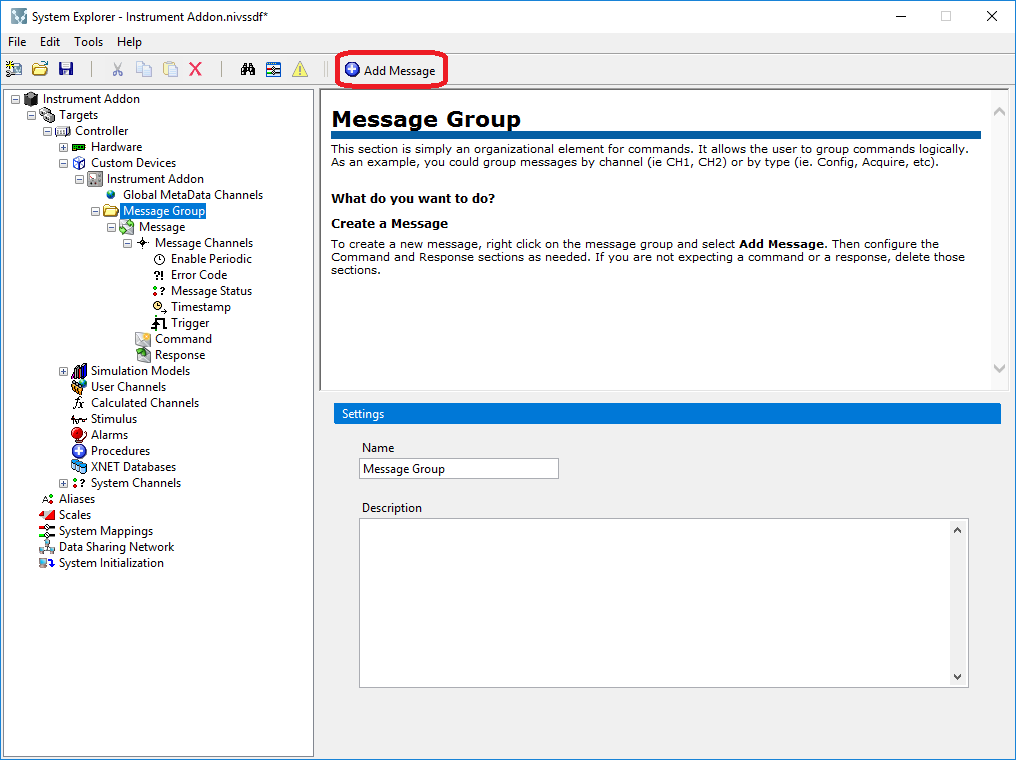 System Explorer - Instrument Addon.nivssdf*
File Edit Tools Help
Add Message
Instrument Addon
Targets
Controller
Hardware
Custom Devices
Instrument Addon
Global MetaData Channels
Message Group
Message
Message Channels
Enable Periodic
Error Code
Message Status
Timestamp
Trigger
Command
Response
Simulation Models
User Channels
Calculated Channels
Stimulus
Alarms
Procedures
XNET Databases
System Channels
Aliases
Scales
System Mappings
Data Sharing Network
System Initialization
Message Group
This section is simply an organizational element for commands. It allows the user to group commands logically.
As an example, you could group messages by channel (ie CH1, CH2) or by type (ie. Config, Acquire, etc).
What do you want to do?
Create a Message
To create a new message, right click on the message group and select Add Message. Then configure the
Command and Response sections as needed. If you are not expecting a command or a response, delete those
sections.
Settings
Name
Message Group
Description